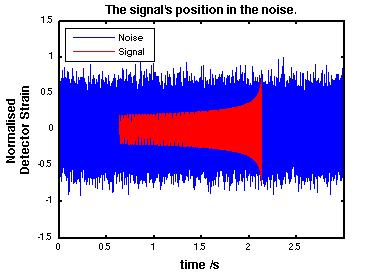 The signal's position in the noise.
Noise
Signal
Normalised
Detector Strain
1.5
1
0.5
0
-0.5
-1
-1.5
0 0.5 1 1.5 2 2.5
time /s